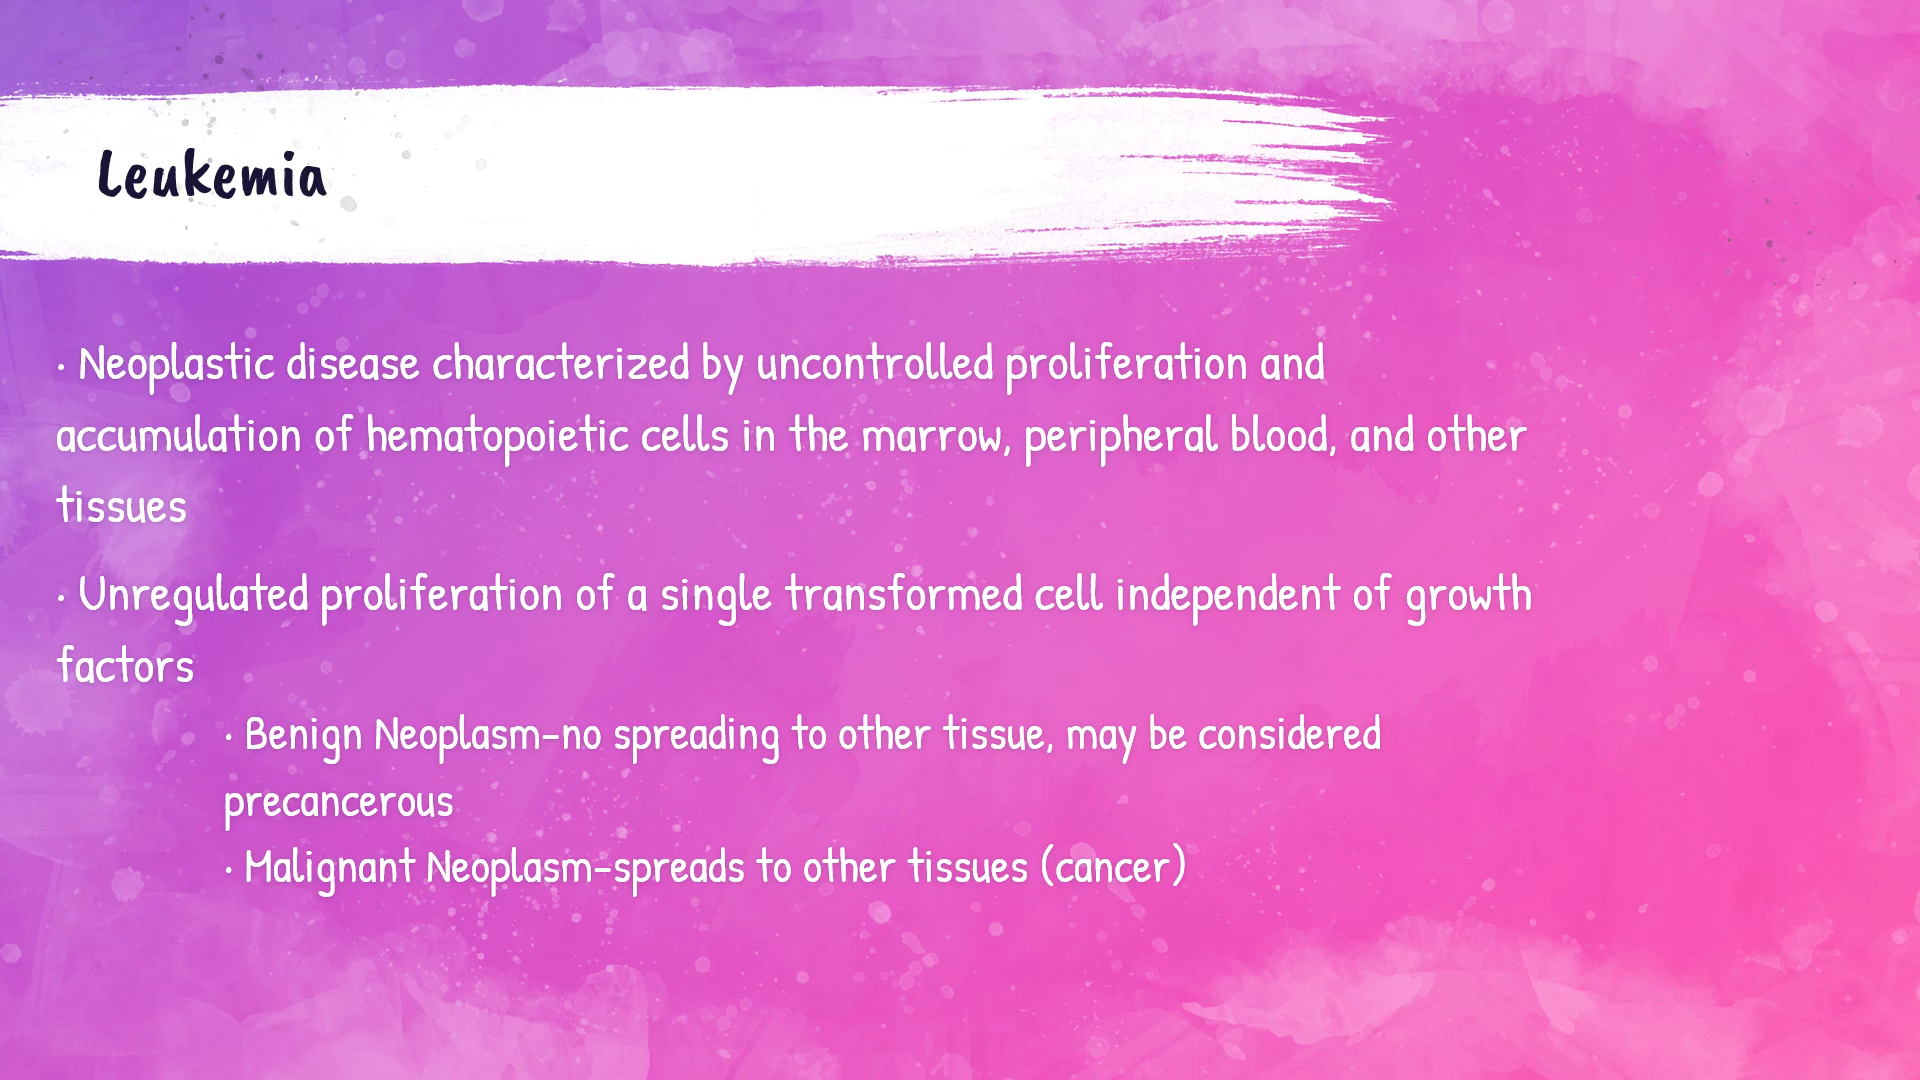 Leukemia
· Neoplastic disease characterized by uncontrolled proliferation and
accumulation of hematopoietic cells in the marrow, peripheral blood, and other
tissues
· Unregulated proliferation of a single transformed cell independent of growth
factors
· Benign Neoplasm-no spreading to other tissue, may be considered
precancerous
· Malignant Neoplasm-spreads to other tissues (cancer)